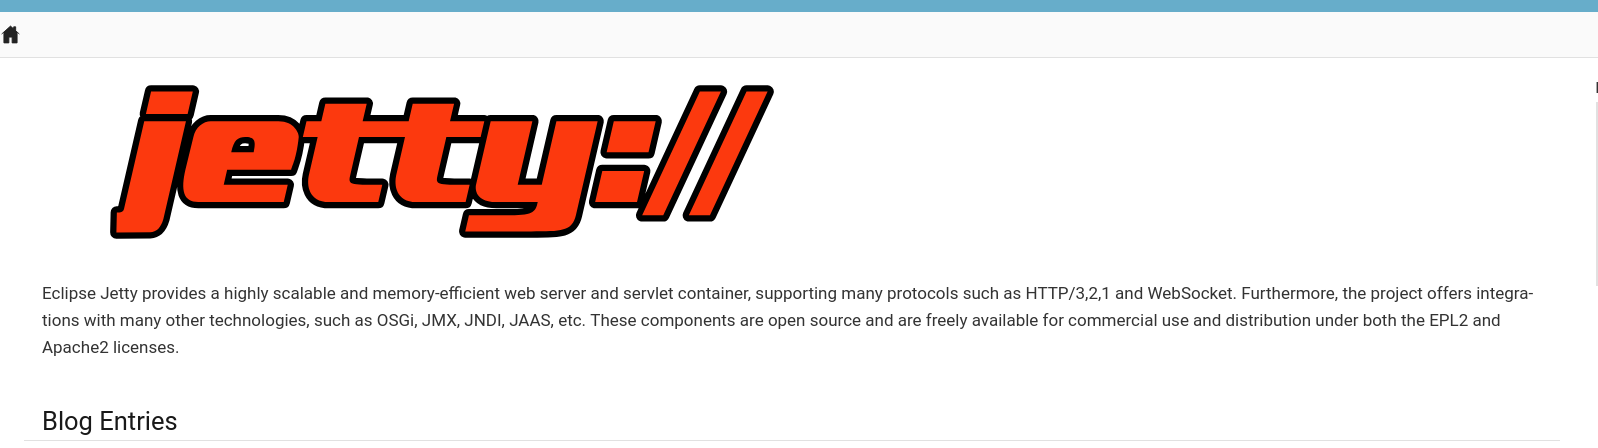 jetty://
Eclipse Jetty provides a highly scalable and memory-efficient web server and servlet container, supporting many protocols such as HTTP/3,2,1 and WebSocket. Furthermore, the project offers integra-
tions with many other technologies, such as OSGi, JMX, JNDI, JAAS, etc. These components are open source and are freely available for commercial use and distribution under both the EPL2 and
Apache2 licenses.
Blog Entries